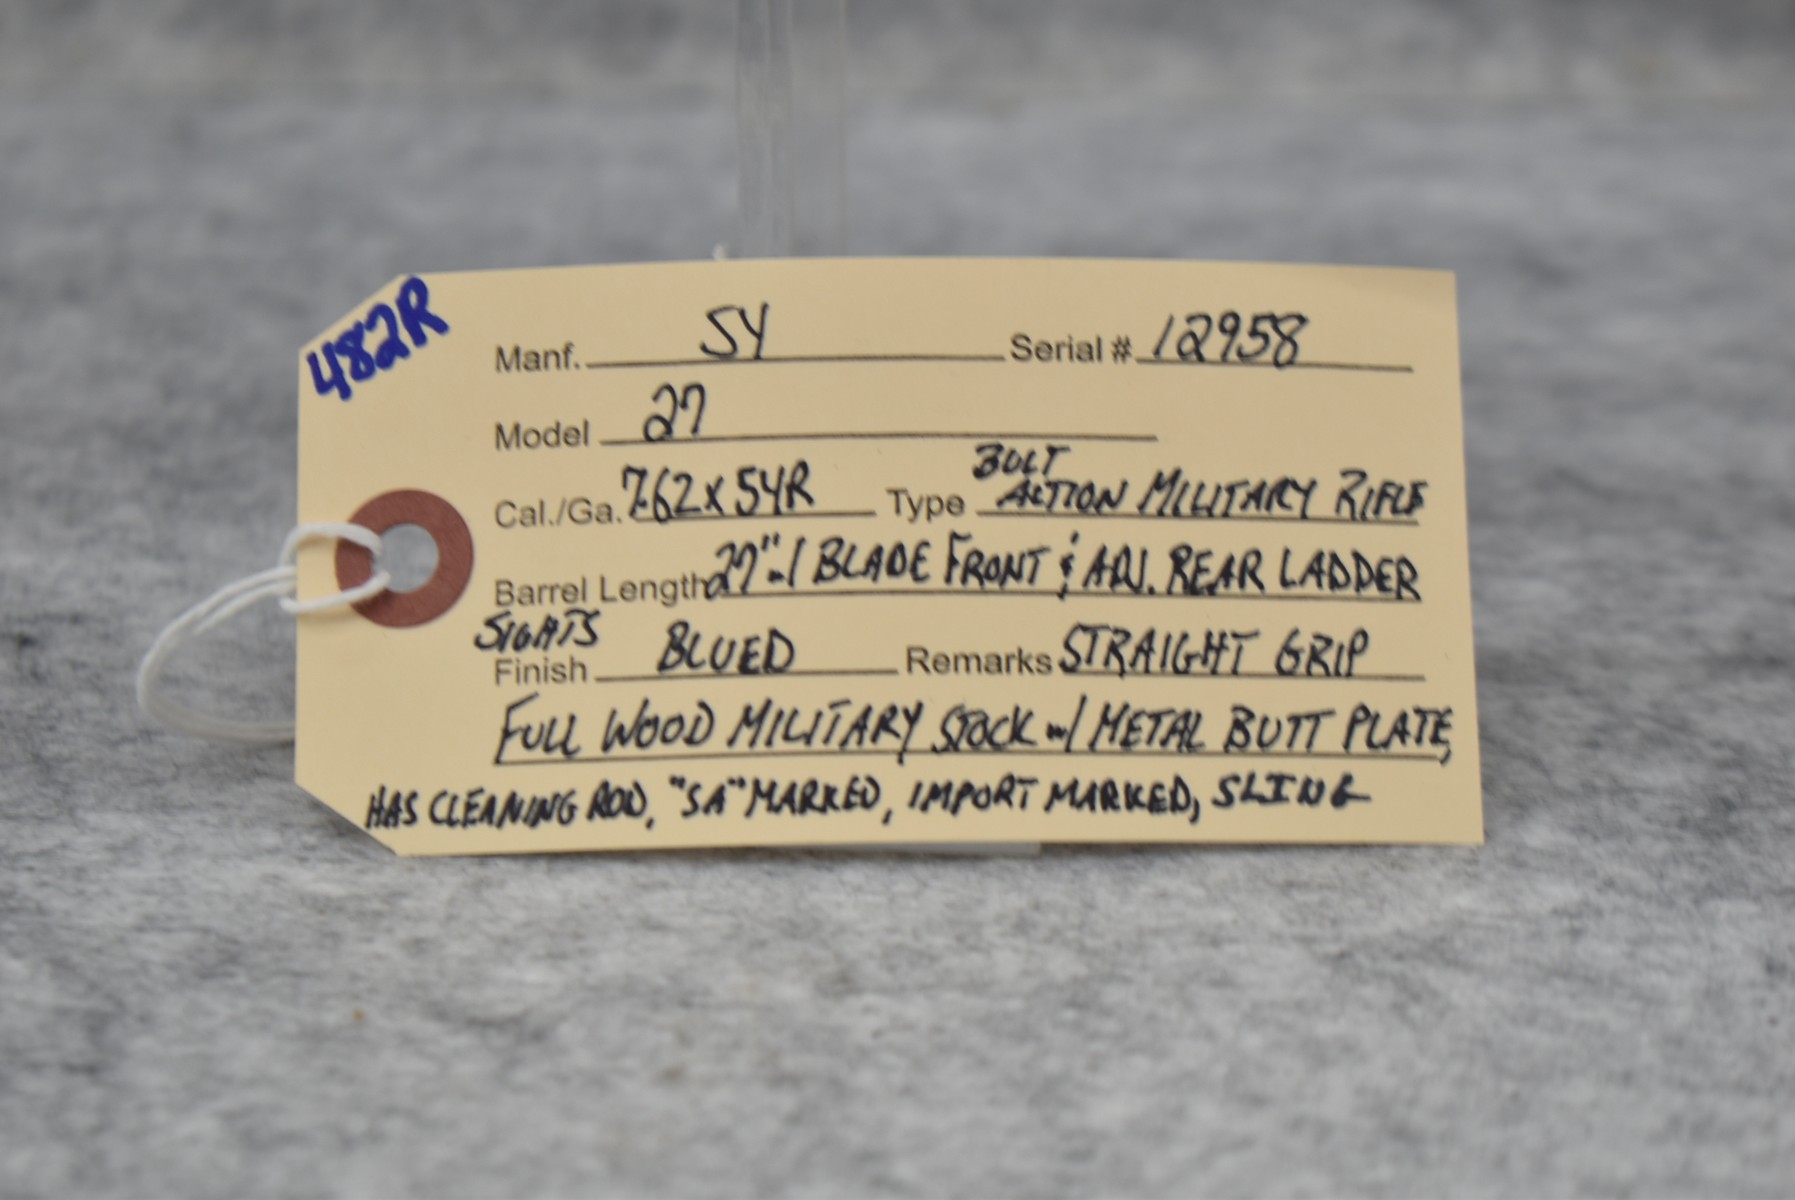 482R
Manf. SY Serial # 12958
Model 27
Cal./Ga. 7.62x54R Type BOLT ACTION MILITARY RIFLE
Barrel Length 27" w/ BLADE FRONT & ADJ. REAR LADDER
SIGHTS
Finish BLUED Remarks STRAIGHT GRIP
FULL WOOD MILITARY STOCK w/ METAL BUTT PLATE,
HAS CLEANING ROD, "SA" MARKED, IMPORT MARKED, SLING